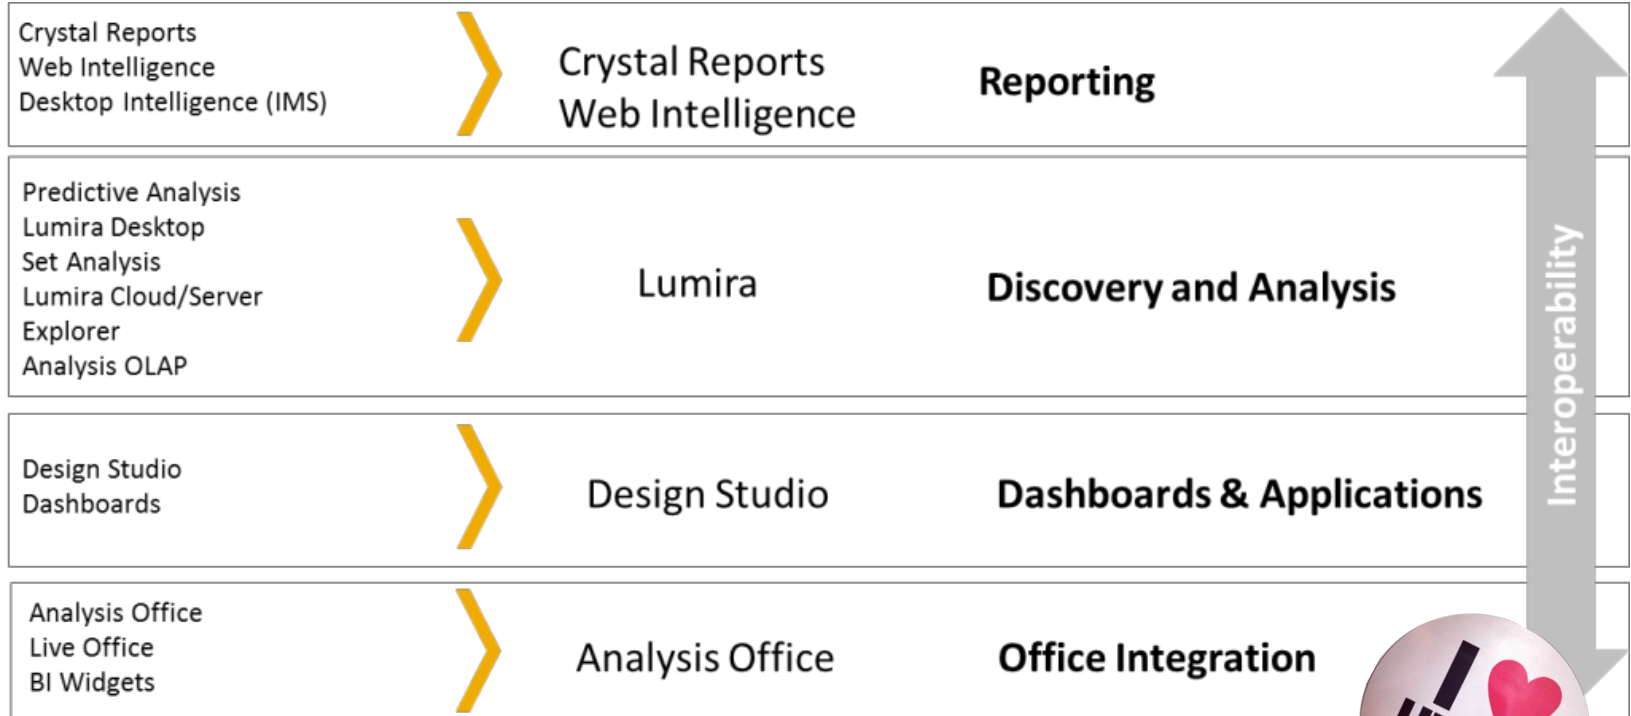 Crystal Reports
Web Intelligence
Desktop Intelligence (IMS)
Crystal Reports
Web Intelligence
Reporting
Predictive Analysis
Lumira Desktop
Set Analysis
Lumira Cloud/Server
Explorer
Analysis OLAP
Lumira
Discovery and Analysis
Design Studio
Dashboards
Design Studio
Dashboards & Applications
Analysis Office
Live Office
BI Widgets
Analysis Office
Office Integration
Interoperability
I